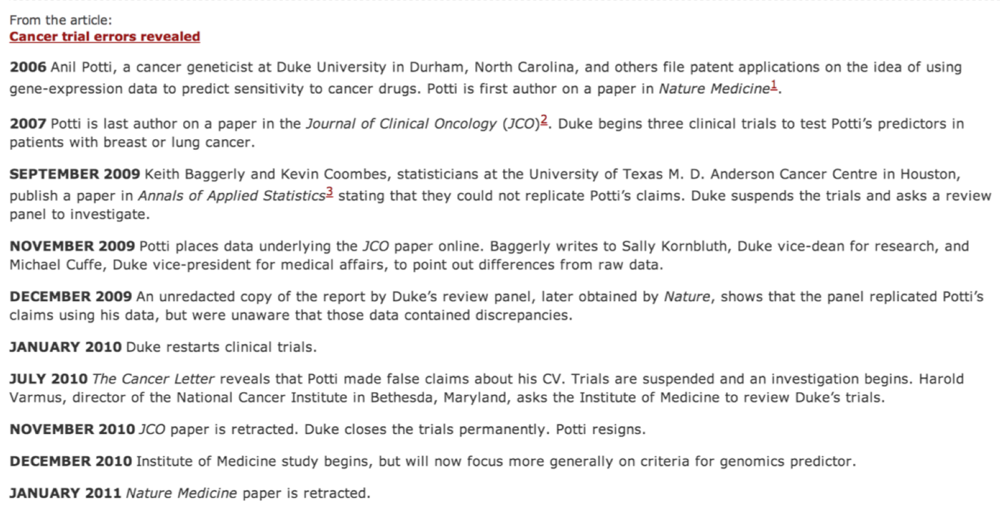 From the article:
Cancer trial errors revealed
2006 Anil Potti, a cancer geneticist at Duke University in Durham, North Carolina, and others file patent applications on the idea of using
gene-expression data to predict sensitivity to cancer drugs. Potti is first author on a paper in Nature Medicine1.
2007 Potti is last author on a paper in the Journal of Clinical Oncology (JCO)2. Duke begins three clinical trials to test Potti’s predictors in
patients with breast or lung cancer.
SEPTEMBER 2009 Keith Baggerly and Kevin Coombes, statisticians at the University of Texas M. D. Anderson Cancer Centre in Houston,
publish a paper in Annals of Applied Statistics3 stating that they could not replicate Potti’s claims. Duke suspends the trials and asks a review
panel to investigate.
NOVEMBER 2009 Potti places data underlying the JCO paper online. Baggerly writes to Sally Kornbluth, Duke vice-dean for research, and
Michael Cuffe, Duke vice-president for medical affairs, to point out differences from raw data.
DECEMBER 2009 An unredacted copy of the report by Duke’s review panel, later obtained by Nature, shows that the panel replicated Potti’s
claims using his data, but were unaware that those data contained discrepancies.
JANUARY 2010 Duke restarts clinical trials.
JULY 2010 The Cancer Letter reveals that Potti made false claims about his CV. Trials are suspended and an investigation begins. Harold
Varmus, director of the National Cancer Institute in Bethesda, Maryland, asks the Institute of Medicine to review Duke’s trials.
NOVEMBER 2010 JCO paper is retracted. Duke closes the trials permanently. Potti resigns.
DECEMBER 2010 Institute of Medicine study begins, but will now focus more generally on criteria for genomics predictor.
JANUARY 2011 Nature Medicine paper is retracted.